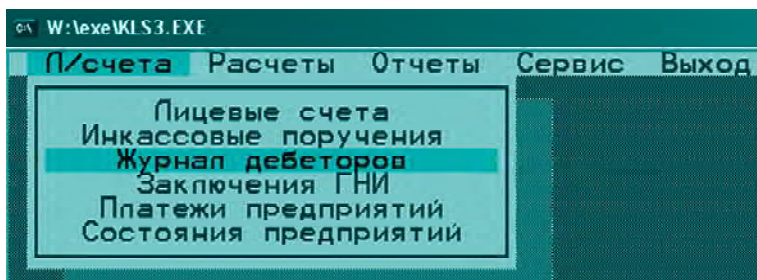 W:\exe\KLS3.EXE
Л/счета Расчеты Отчеты Сервис Выход
Лицевые счета
Инкассовые поручения
Журнал дебеторов
Заключения ГНИ
Платежи предприятий
Состояния предприятий